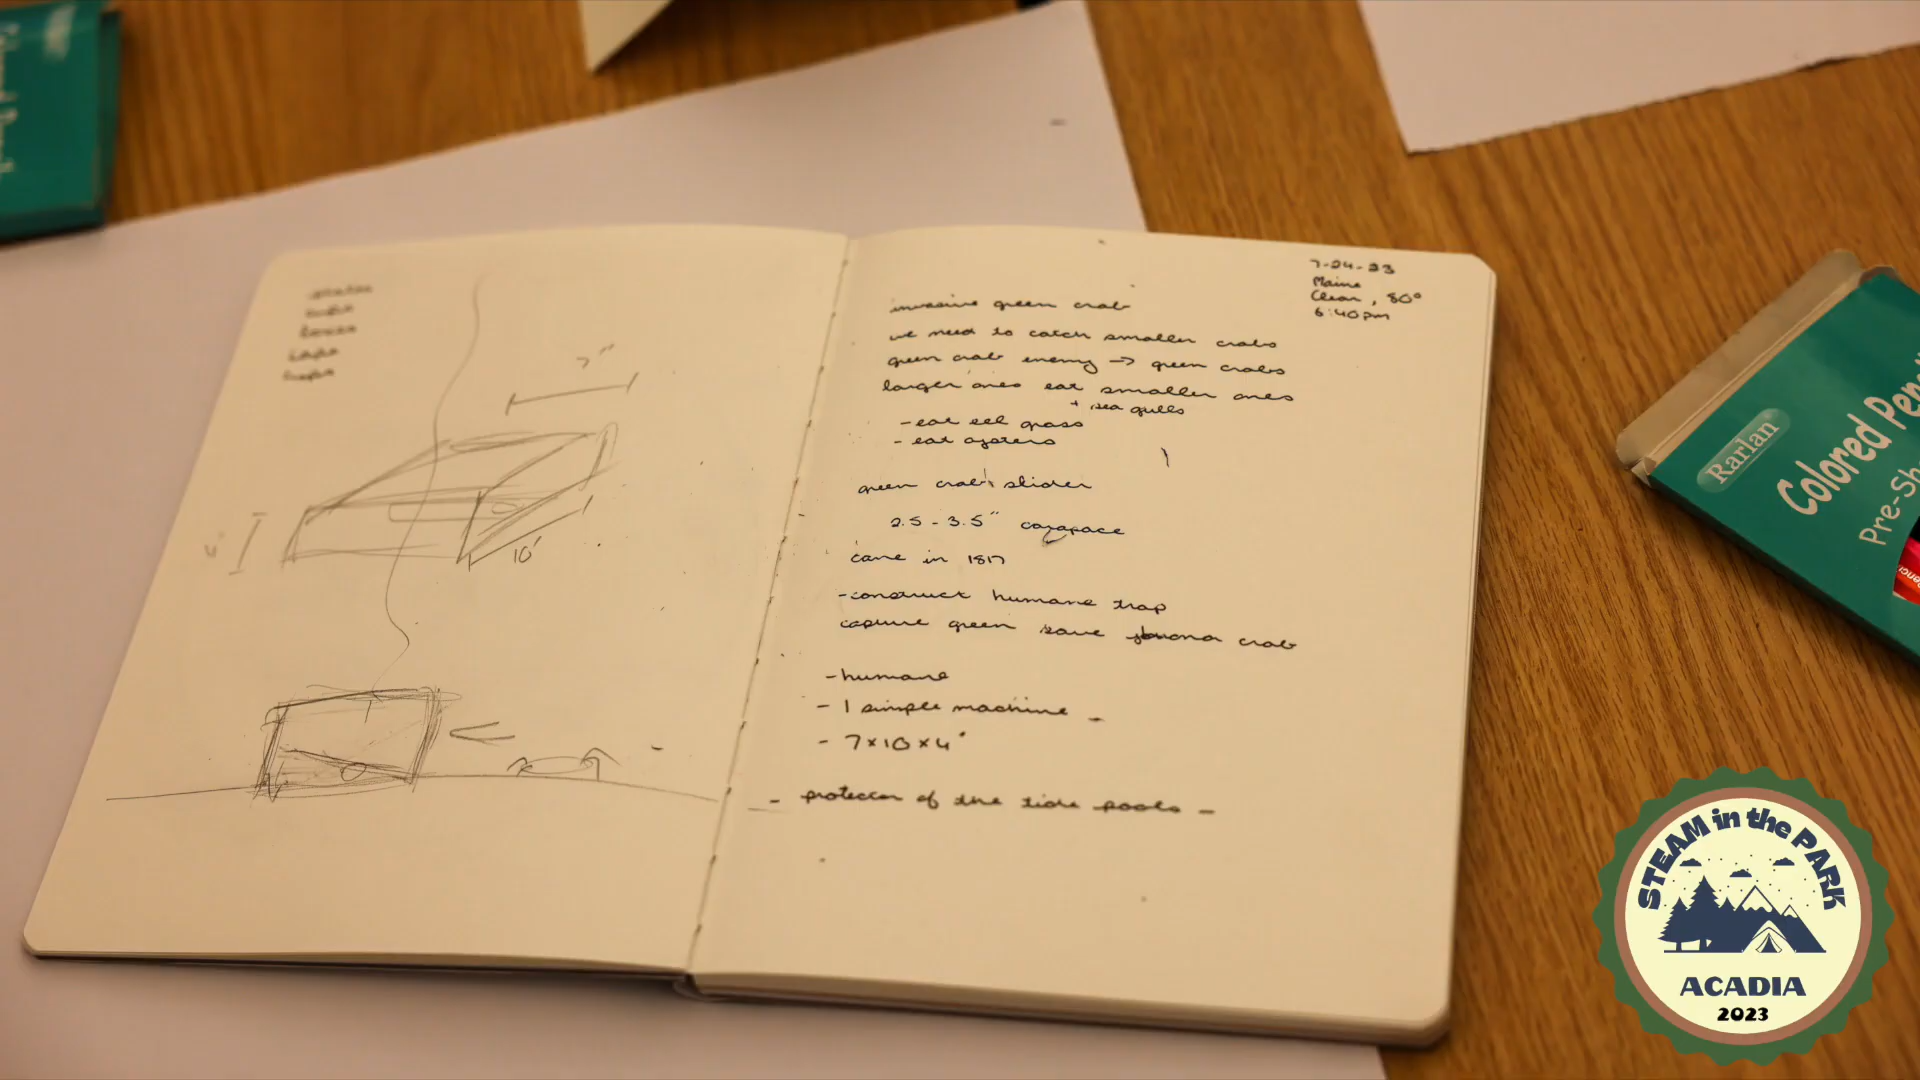 7"
4"
10"
7-24-23
Maine
Clear, 80°
6:40pm
invasive green crab
we need to catch smaller crabs
green crab enemy → green crabs
larger ones eat smaller ones
+ sea gulls
- eat eel grass
- eat oysters
green crab slider
2.5 - 3.5" carapace
came in 1817
- construct humane trap
capture green save jonona crab
- humane
- 1 simple machine -
- 7x10x4"
- protector of the tide pools -
Rarlan
Colored Pen
Pre-Sh
STEAM in the PARK
ACADIA
2023